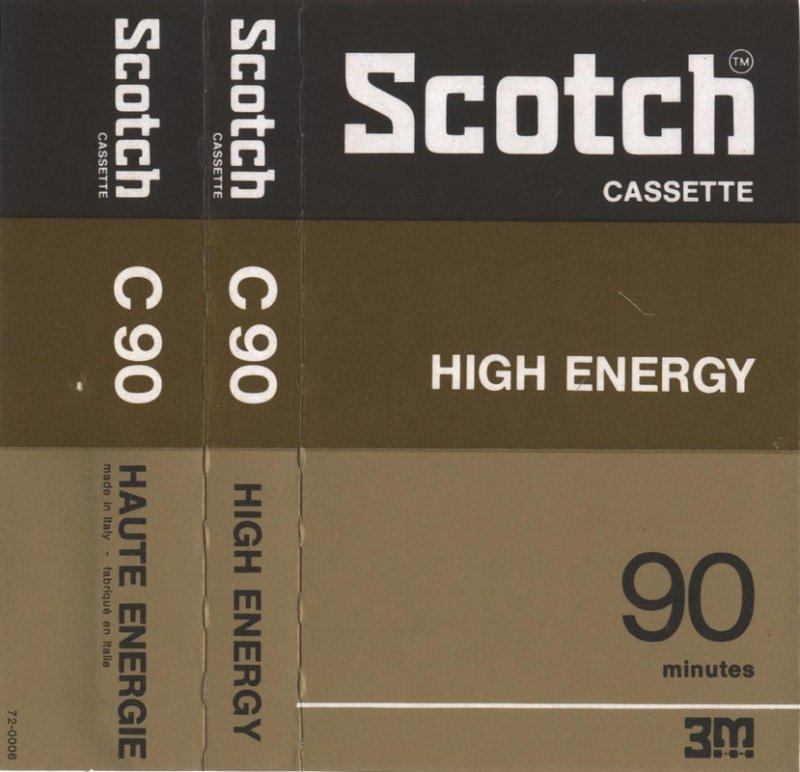 Scotch
CASSETTE
C 90
HAUTE ENERGIE
made in Italy - fabriqué en Italie
72-0006
Scotch
CASSETTE
C 90
HIGH ENERGY
Scotch™
CASSETTE
HIGH ENERGY
90
minutes
3M